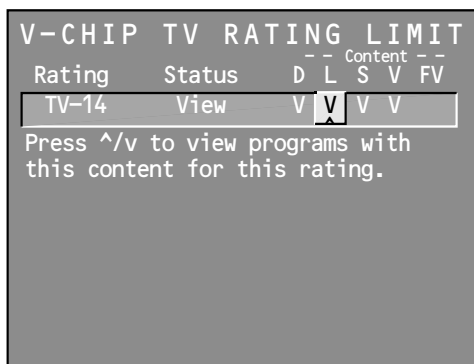 V-CHIP TV RATING LIMIT
- - Content - -
Rating Status D L S V FV
TV-14 View V V V V
Press ^/v to view programs with
this content for this rating.